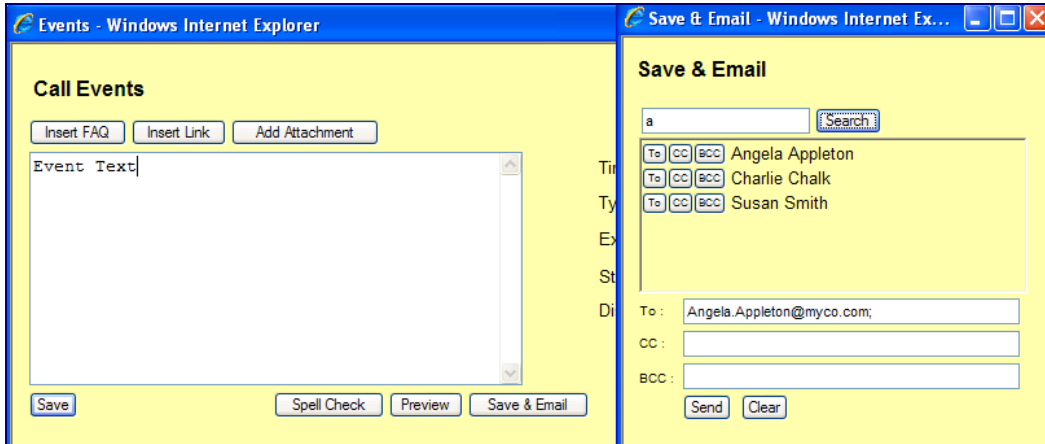 Events - Windows Internet Explorer
Call Events
Insert FAQ Insert Link Add Attachment
Event Text
Save Spell Check Preview Save & Email
Save & Email - Windows Internet Ex...
Save & Email
a Search
To CC BCC Angela Appleton
To CC BCC Charlie Chalk
To CC BCC Susan Smith
To : Angela.Appleton@myco.com;
CC :
BCC :
Send Clear